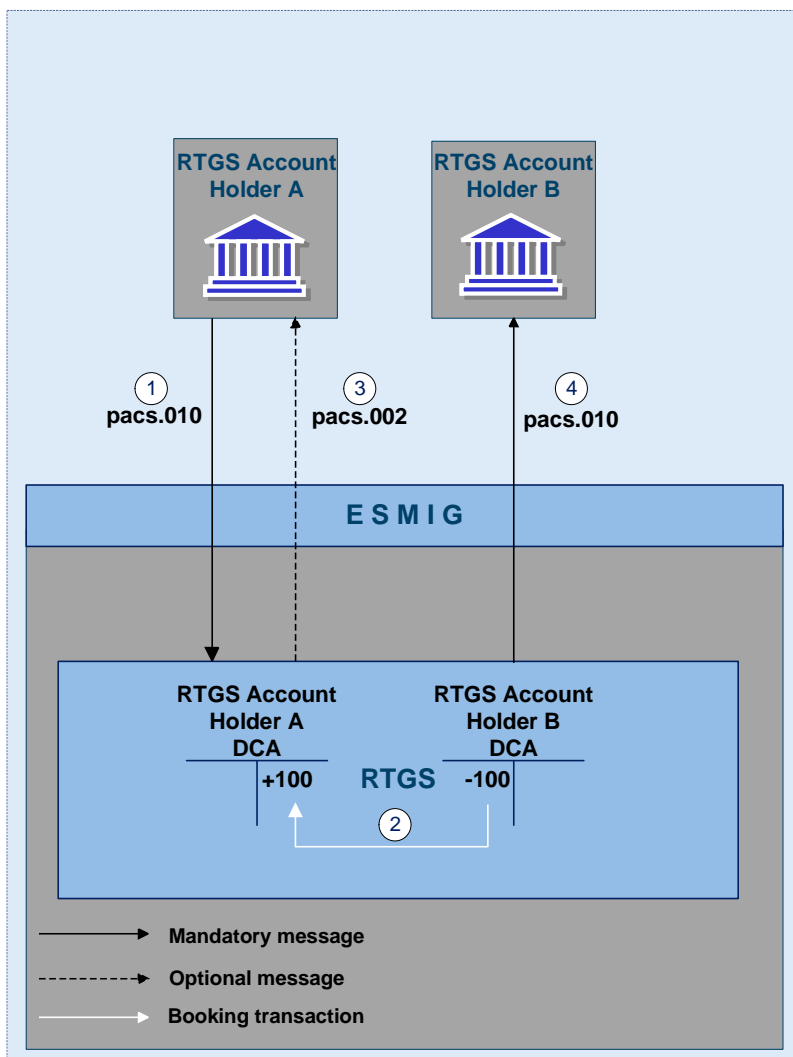 RTGS Account
Holder A
RTGS Account
Holder B
1
pacs.010
3
pacs.002
4
pacs.010
ESMIG
RTGS Account
Holder A
DCA
RTGS Account
Holder B
DCA
+100
RTGS
-100
2
Mandatory message
Optional message
Booking transaction